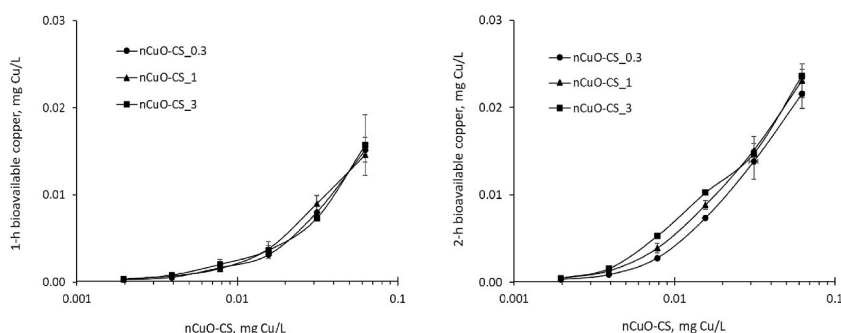 1-h bioavailable copper, mg Cu/L
0.03
0.02
0.01
0.00
nCuO-CS_0.3
nCuO-CS_1
nCuO-CS_3
0.001
0.01
0.1
nCuO-CS, mg Cu/L
2-h bioavailable copper, mg Cu/L
0.03
0.02
0.01
0.00
nCuO-CS_0.3
nCuO-CS_1
nCuO-CS_3
0.001
0.01
0.1
nCuO-CS, mg Cu/L